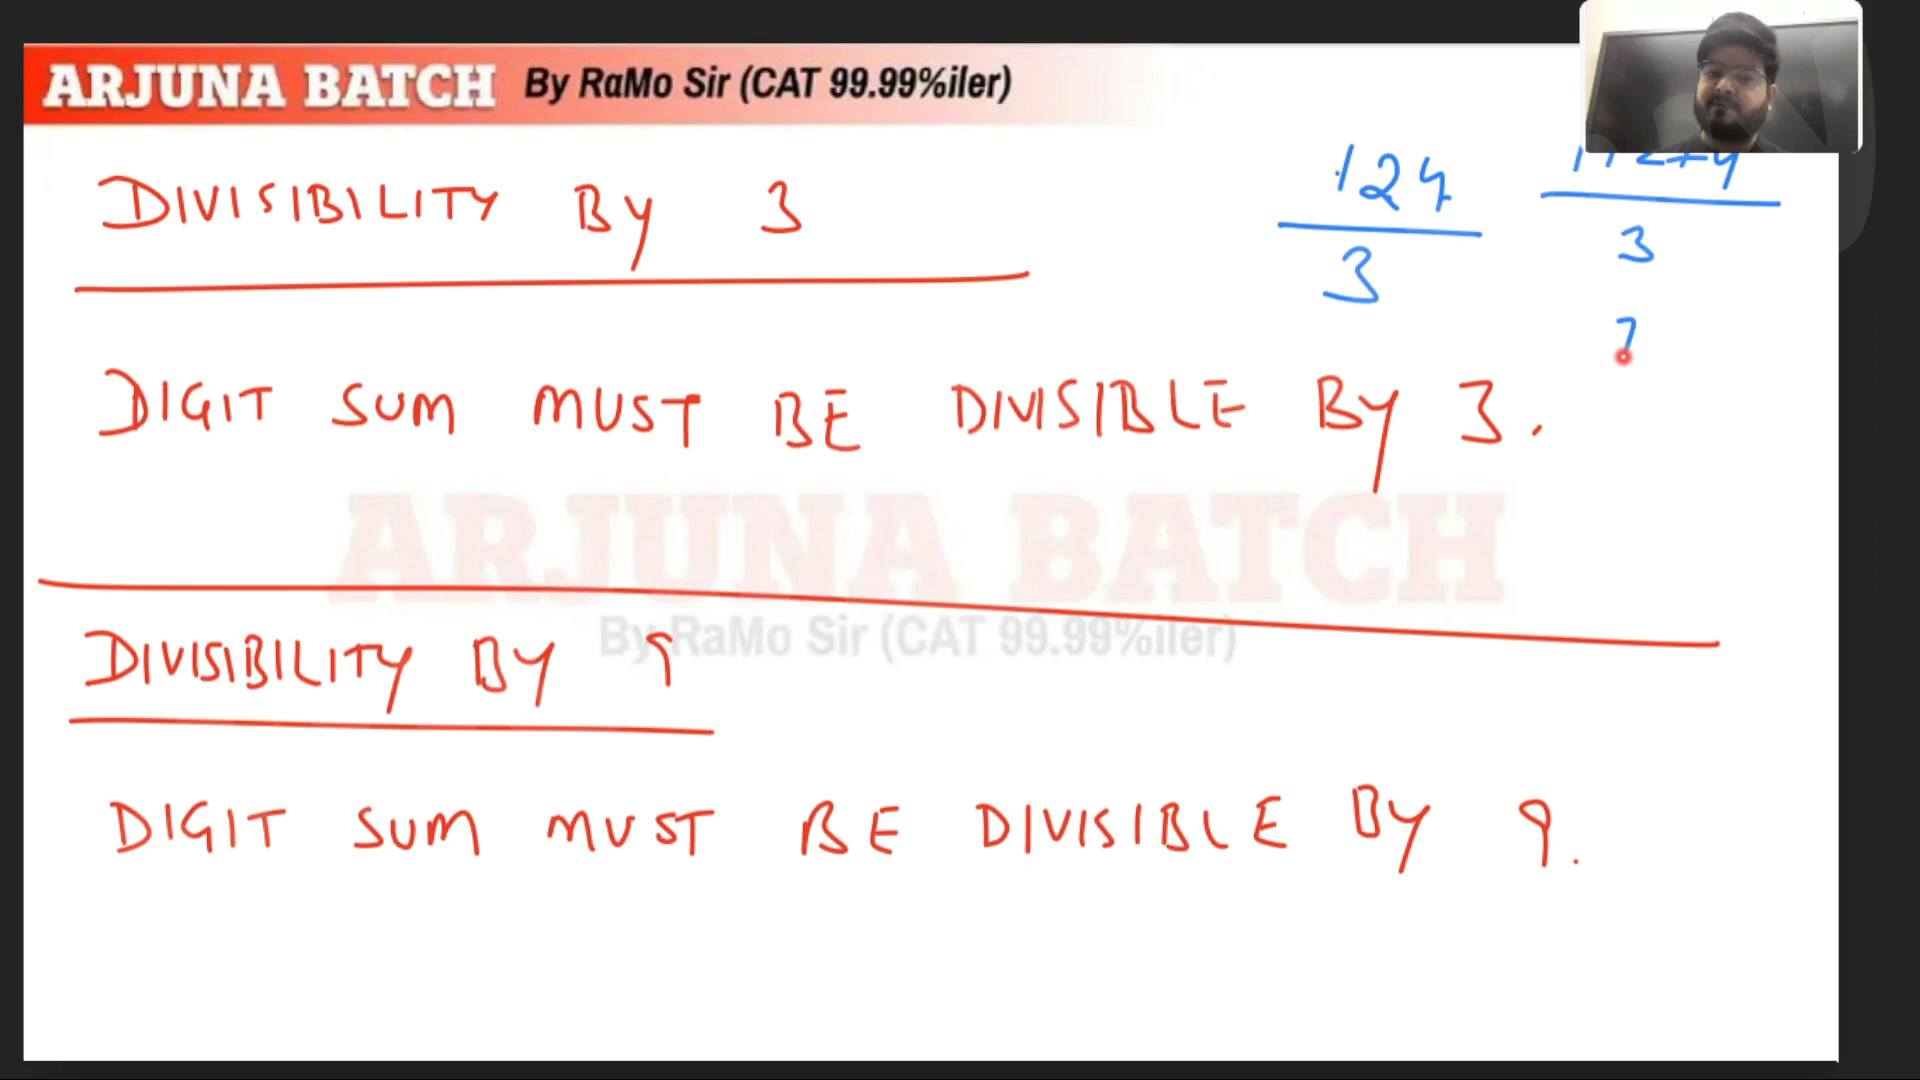 ARJUNA BATCH By RaMo Sir (CAT 99.99%iler)
124
3
3
7
DIVISIBILITY BY 3
DIGIT SUM MUST BE DIVISIBLE BY 3.
ARJUNA BATCH
By RaMo Sir (CAT 99.99%iler)
DIVISIBILITY BY 9
DIGIT SUM MUST BE DIVISIBLE BY 9.